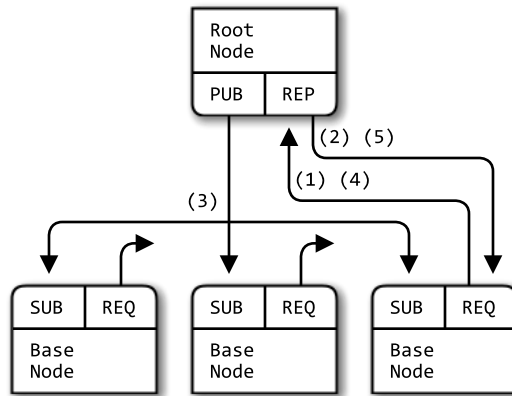 Root
Node
PUB REP
(2) (5)
(1) (4)
(3)
SUB REQ SUB REQ SUB REQ
Base Base Base
Node Node Node